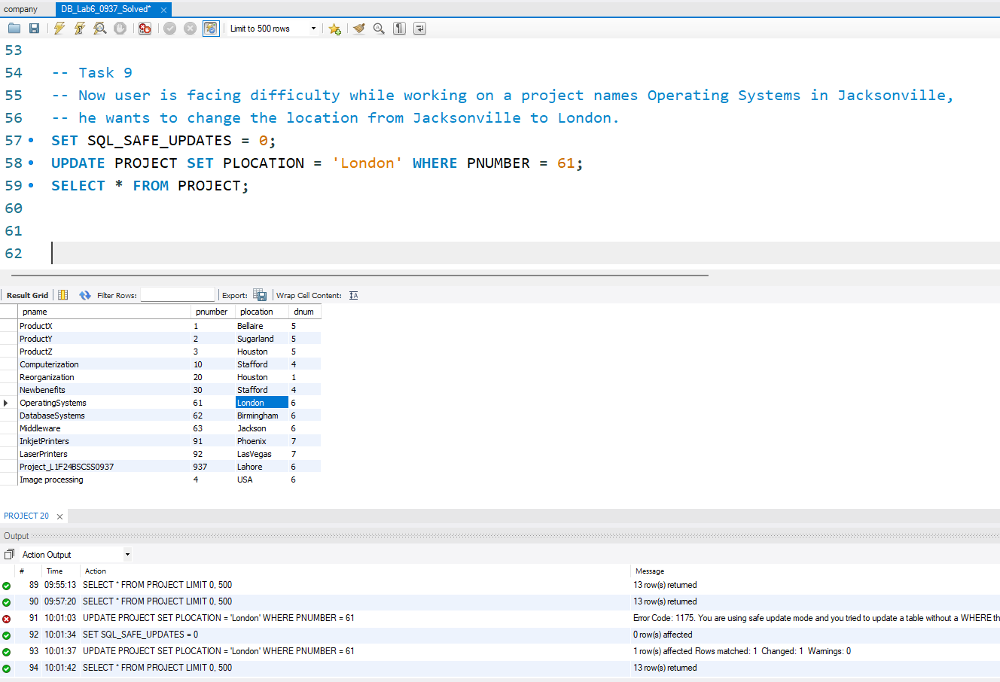 company DB_Lab6_0937_Solved* ×
Limit to 500 rows
53
54 -- Task 9
55 -- Now user is facing difficulty while working on a project names Operating Systems in Jacksonville,
56 -- he wants to change the location from Jacksonville to London.
57 SET SQL_SAFE_UPDATES = 0;
58 UPDATE PROJECT SET PLOCATION = 'London' WHERE PNUMBER = 61;
59 SELECT * FROM PROJECT;
60
61
62
Result Grid Filter Rows: Export: Wrap Cell Content:
pname pnumber plocation dnum
ProductX 1 Bellaire 5
ProductY 2 Sugarland 5
ProductZ 3 Houston 5
Computerization 10 Stafford 4
Reorganization 20 Houston 1
Newbenefits 30 Stafford 4
OperatingSystems 61 London 6
DatabaseSystems 62 Birmingham 6
Middleware 63 Jackson 6
InkjetPrinters 91 Phoenix 7
LaserPrinters 92 LasVegas 7
Project_L1F24BSCS0937 937 Lahore 6
Image processing 4 USA 6
PROJECT 20 ×
Output
Action Output
# Time Action Message
89 09:55:13 SELECT * FROM PROJECT LIMIT 0, 500 13 row(s) returned
90 09:57:20 SELECT * FROM PROJECT LIMIT 0, 500 13 row(s) returned
91 10:01:03 UPDATE PROJECT SET PLOCATION = 'London' WHERE PNUMBER = 61 Error Code: 1175. You are using safe update mode and you tried to update a table without a WHERE th
92 10:01:34 SET SQL_SAFE_UPDATES = 0 0 row(s) affected
93 10:01:37 UPDATE PROJECT SET PLOCATION = 'London' WHERE PNUMBER = 61 1 row(s) affected Rows matched: 1 Changed: 1 Warnings: 0
94 10:01:42 SELECT * FROM PROJECT LIMIT 0, 500 13 row(s) returned